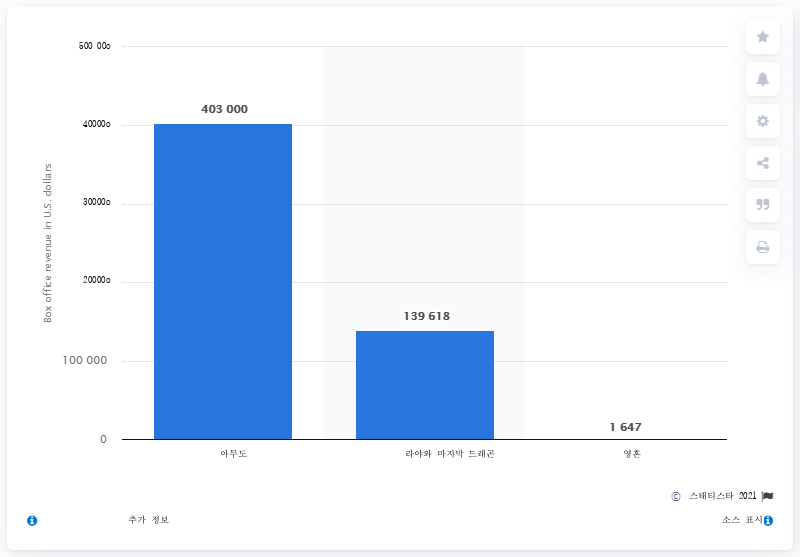 500 00o
40000o
30000o
20000o
100 000
0
Box office revenue in U.S. dollars
403 000
139 618
1 647
아무도
라야와 마지막 드래곤
영혼
© 스태티스타 2021
추가 정보
소스 표시